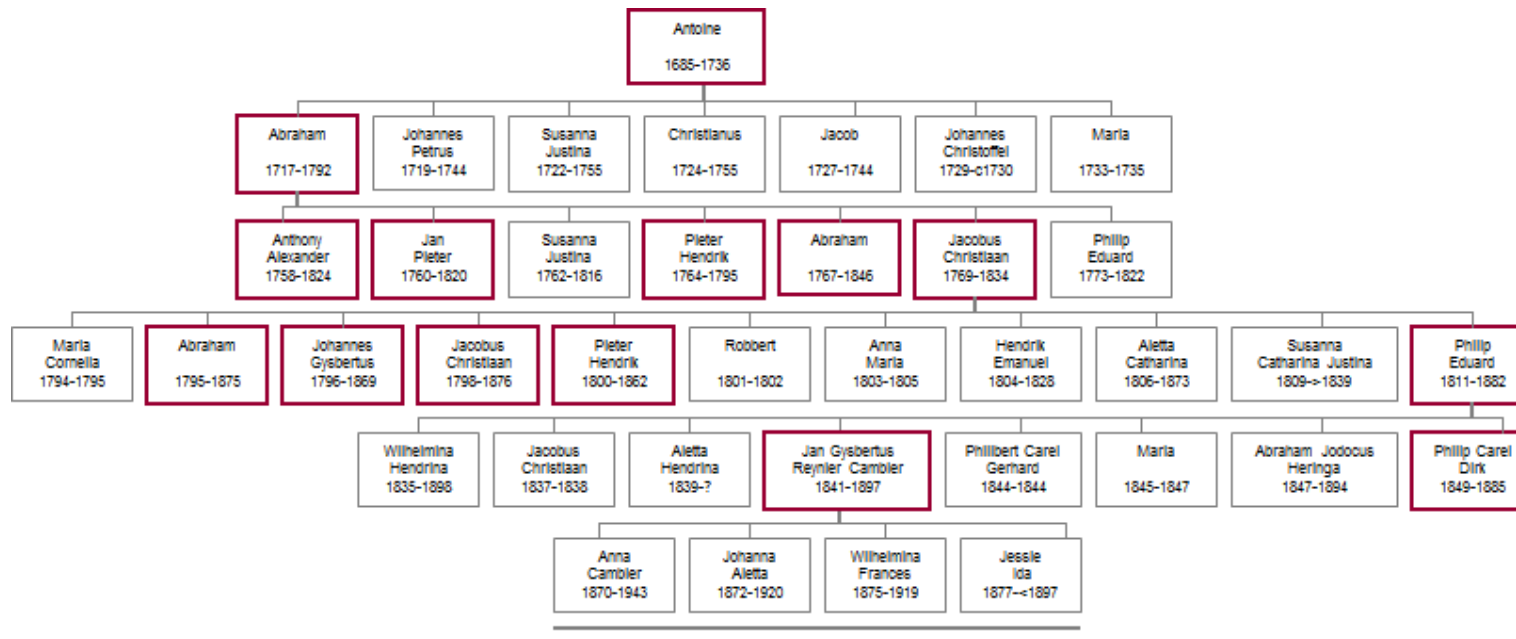 Antoine
1685-1736
Abraham
1717-1792
Johannes
Petrus
1719-1744
Susanna
Justina
1722-1755
Christianus
1724-1755
Jacob
1727-1744
Johannes
Christoffel
1729-c1730
Maria
1733-1735
Anthony
Alexander
1758-1824
Jan
Pieter
1760-1820
Susanna
Justina
1762-1816
Pieter
Hendrik
1764-1795
Abraham
1767-1846
Jacobus
Christiaan
1769-1834
Philip
Eduard
1773-1822
Maria
Cornelia
1794-1795
Abraham
1795-1875
Johannes
Gysbertus
1796-1869
Jacobus
Christiaan
1798-1876
Pieter
Hendrik
1800-1862
Robbert
1801-1802
Anna
Maria
1803-1805
Hendrik
Emanuel
1804-1828
Aletta
Catharina
1806-1873
Susanna
Catharina Justina
1809->1839
Philip
Eduard
1811-1882
Wilhelmina
Hendrina
1835-1898
Jacobus
Christiaan
1837-1838
Aletta
Hendrina
1839-?
Jan Gysbertus
Reynier Cambier
1841-1897
Philibert Carel
Gerhard
1844-1844
Maria
1845-1847
Abraham Jodocus
Heringa
1847-1894
Philip Carel
Dirk
1849-1885
Anna
Cambier
1870-1943
Johanna
Aletta
1872-1920
Wilhelmina
Frances
1875-1919
Jessie
Ida
1877-<1897